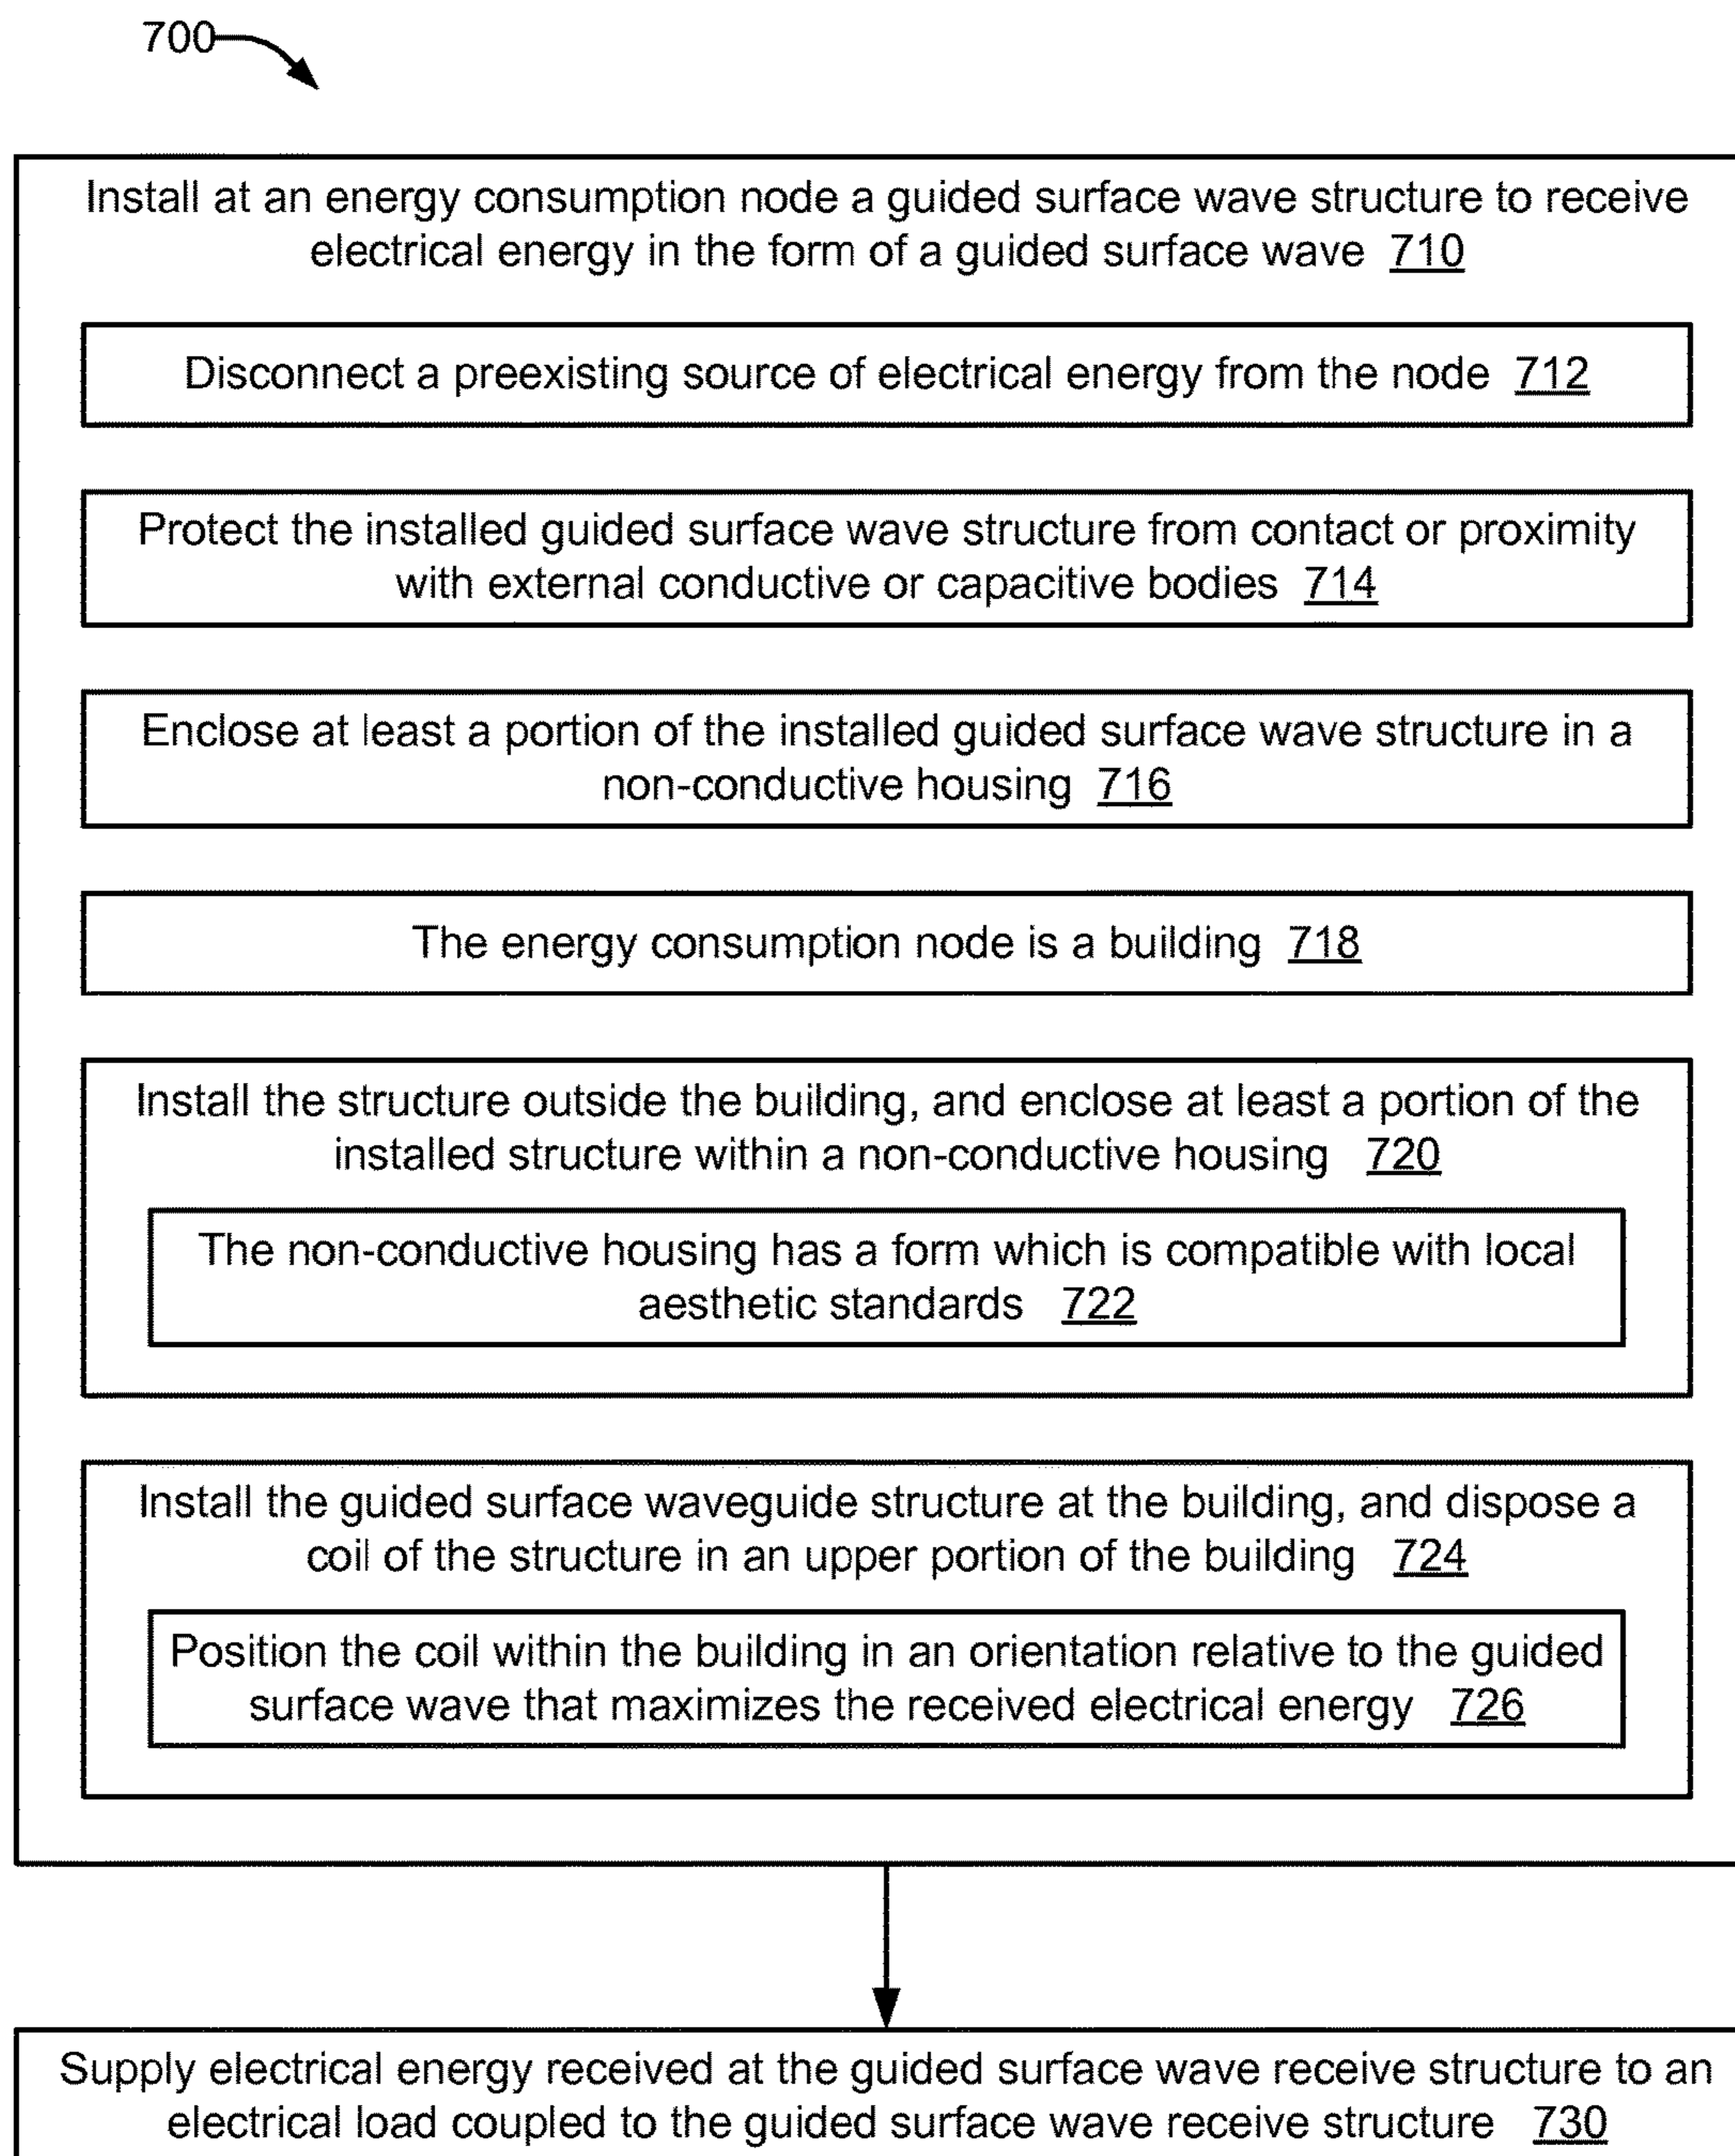 700
Install at an energy consumption node a guided surface wave structure to receive
electrical energy in the form of a guided surface wave 710
Disconnect a preexisting source of electrical energy from the node 712
Protect the installed guided surface wave structure from contact or proximity
with external conductive or capacitive bodies 714
Enclose at least a portion of the installed guided surface wave structure in a
non-conductive housing 716
The energy consumption node is a building 718
Install the structure outside the building, and enclose at least a portion of the
installed structure within a non-conductive housing 720
The non-conductive housing has a form which is compatible with local
aesthetic standards 722
Install the guided surface waveguide structure at the building, and dispose a
coil of the structure in an upper portion of the building 724
Position the coil within the building in an orientation relative to the guided
surface wave that maximizes the received electrical energy 726
Supply electrical energy received at the guided surface wave receive structure to an
electrical load coupled to the guided surface wave receive structure 730